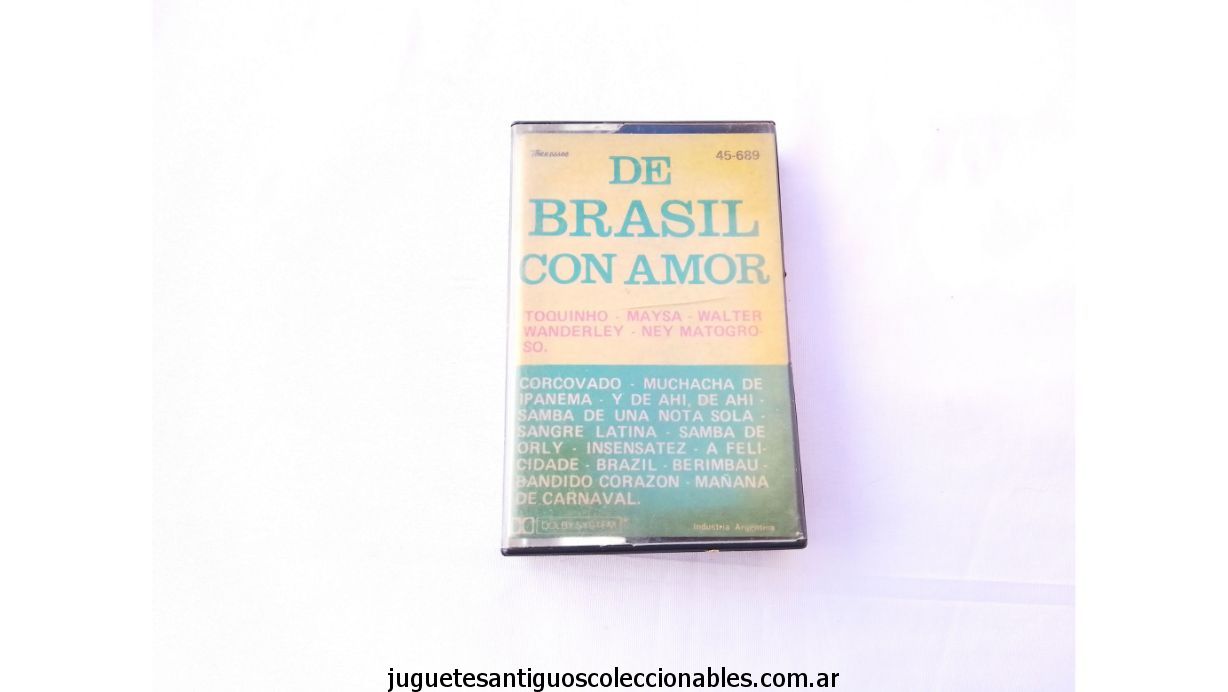 45-689
DE
BRASIL
CON AMOR
TOQUINHO - MAYSA - WALTER
WANDERLEY - NEY MATOGRO-
SO.
CORCOVADO - MUCHACHA DE
IPANEMA - Y DE AHI, DE AHI -
SAMBA DE UNA NOTA SOLA -
SANGRE LATINA - SAMBA DE
ORLY - INSENSATEZ - A FELI-
CIDADE - BRAZIL - BERIMBAU -
BANDIDO CORAZON - MAÑANA
DE CARNAVAL.
DOLBY SYSTEM
Industria Argentina
juguetesantiguoscoleccionables.com.ar